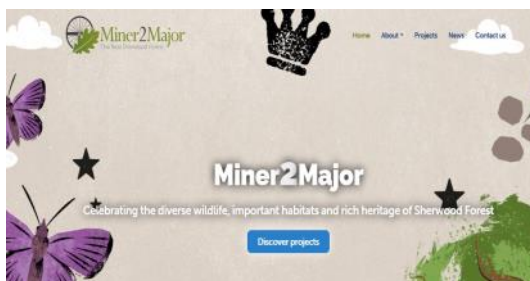 Miner2Major
The Real Sherwood Forest
Home About Projects News Contact us
Miner2Major
Celebrating the diverse wildlife, important habitats and rich heritage of Sherwood Forest
Discover projects